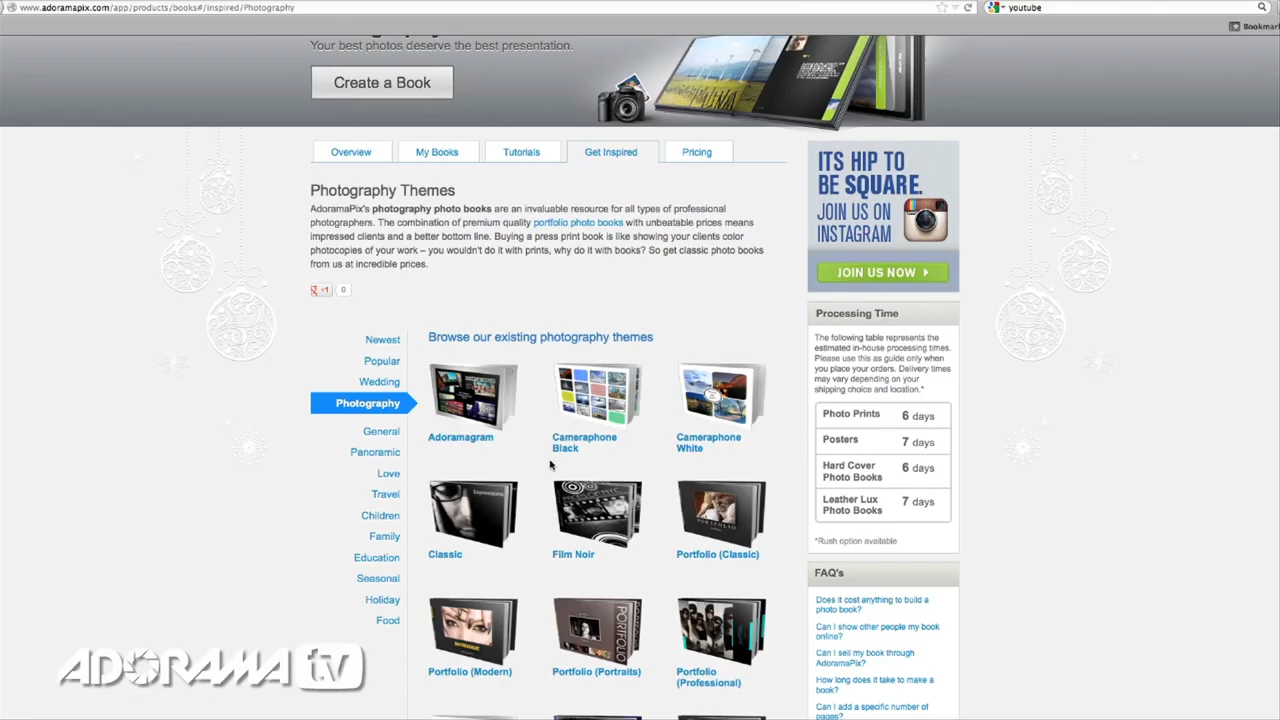 www.adoramapix.com/app/products/books#/Inspired/Photography
youtube
Bookmar
Your best photos deserve the best presentation.
Create a Book
Overview
My Books
Tutorials
Get Inspired
Pricing
Photography Themes
AdoramaPix's photography photo books are an invaluable resource for all types of professional
photographers. The combination of premium quality portfolio photo books with unbeatable prices means
impressed clients and a better bottom line. Buying a press print book is like showing your clients color
photocopies of your work – you wouldn't do it with prints, why do it with books? So get classic photo books
from us at incredible prices.
+1
0
Newest
Popular
Wedding
Photography
General
Panoramic
Love
Travel
Children
Family
Education
Seasonal
Holiday
Food
Browse our existing photography themes
Adoramagram
Cameraphone
Black
Cameraphone
White
Expressions
PORTFOLIO
Classic
Film Noir
Portfolio (Classic)
INTRIGUE
PORTFOLIO
Portfolio (Modern)
Portfolio (Portraits)
Portfolio
(Professional)
ITS HIP TO
BE SQUARE.
JOIN US ON
INSTAGRAM
JOIN US NOW
Processing Time
The following table represents the
estimated in-house processing times.
Please use this as guide only when
you place your orders. Delivery times
may vary depending on your
shipping choice and location.*
Photo Prints 6 days
Posters 7 days
Hard Cover
Photo Books 6 days
Leather Lux
Photo Books 7 days
*Rush option available
FAQ's
Does it cost anything to build a
photo book?
Can I show other people my book
online?
Can I sell my book through
AdoramaPix?
How long does it take to make a
book?
Can I add a specific number of
pages?
ADORAMA tv